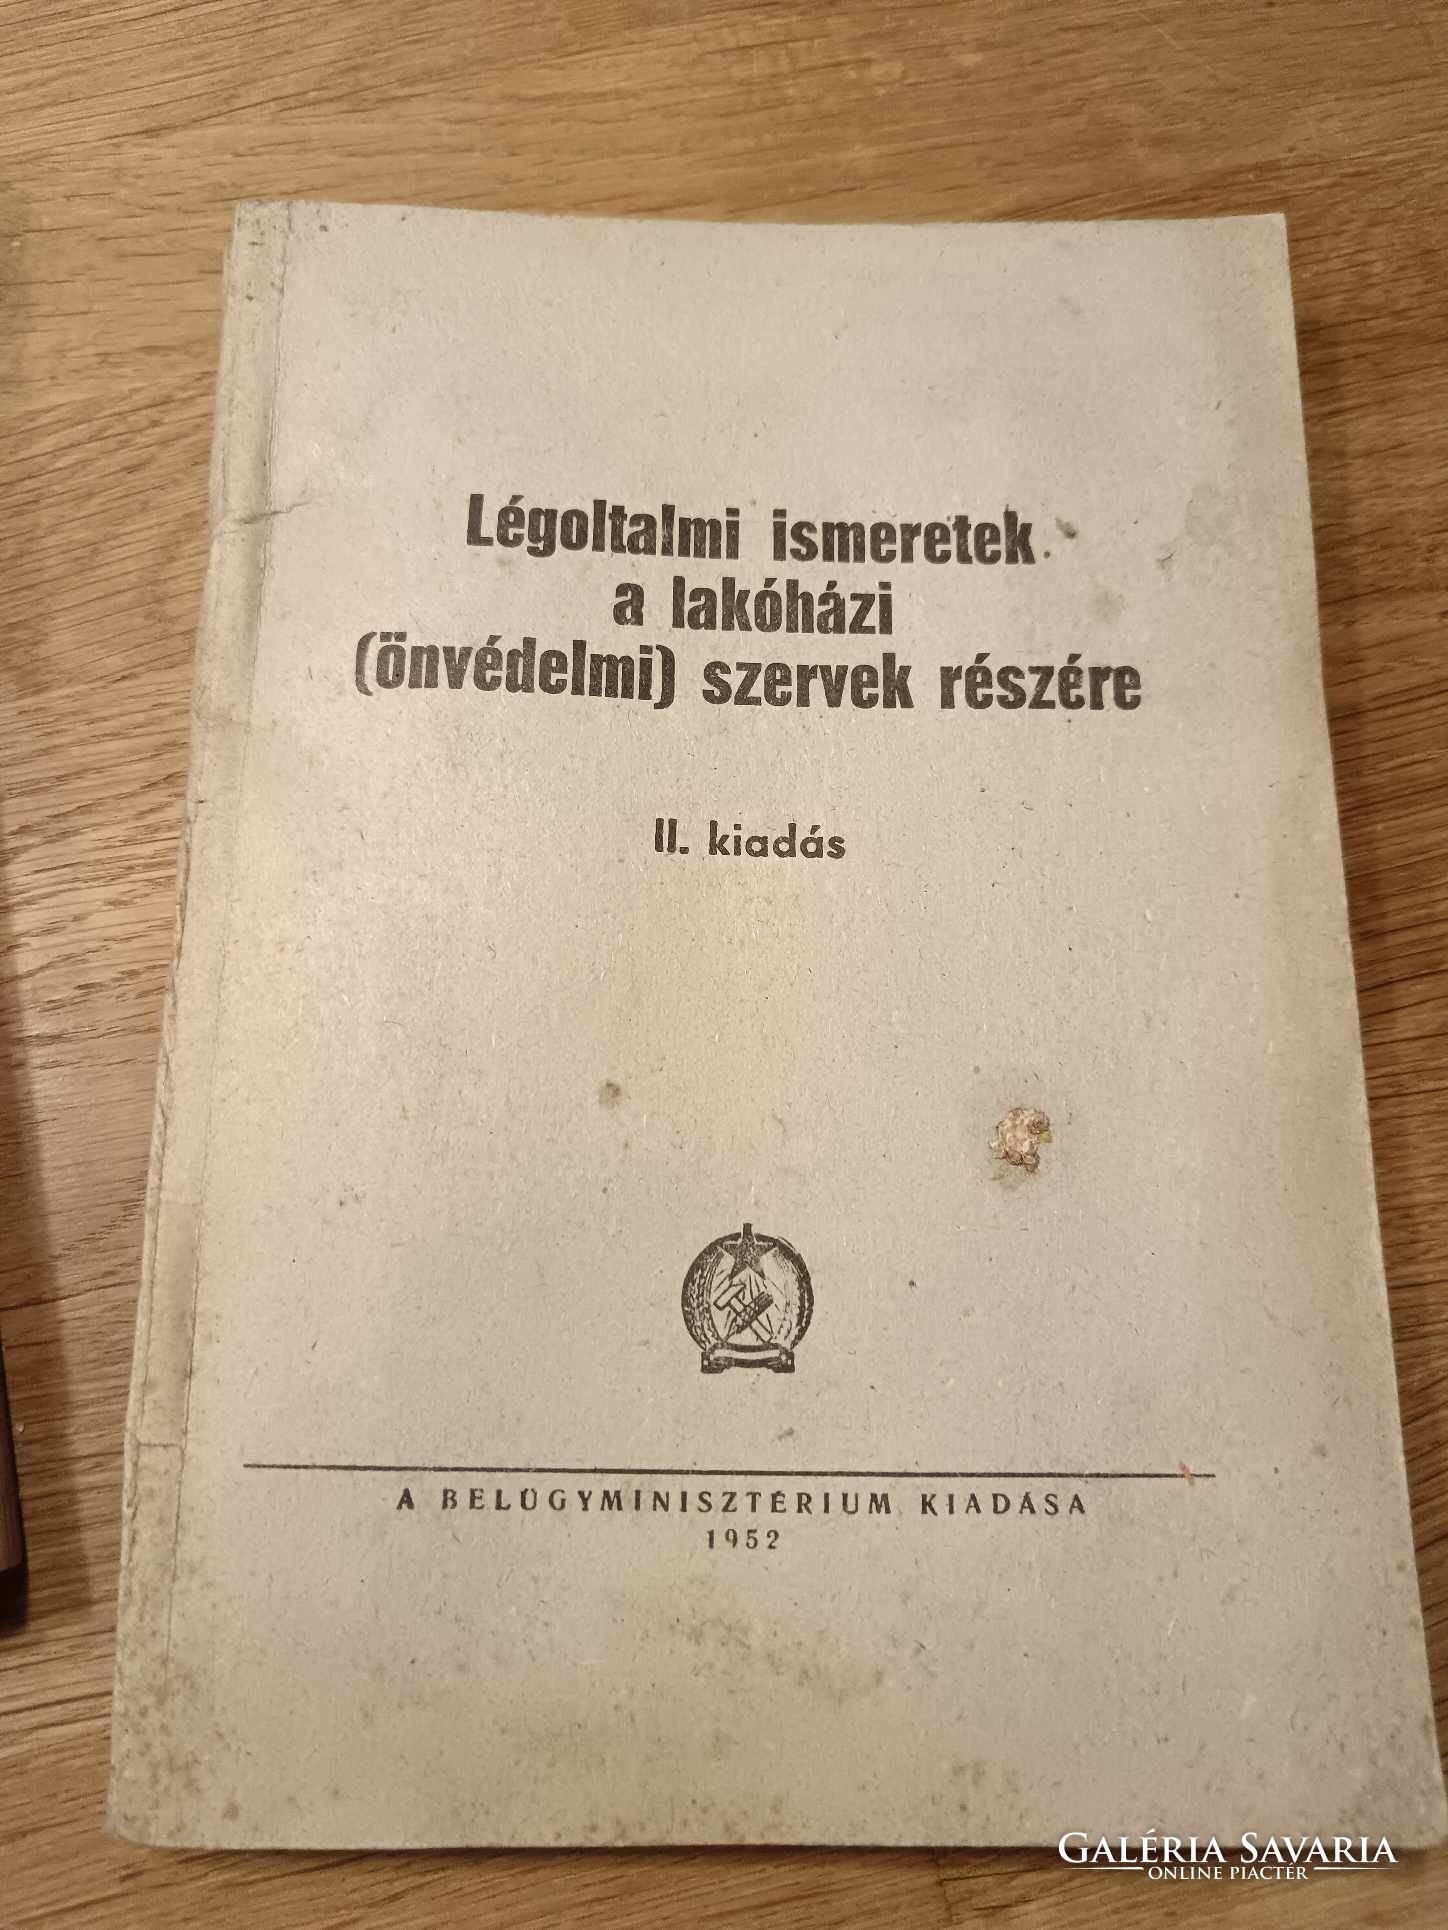 Légoltalmi ismeretek
a lakóházi
(önvédelmi) szervek részére
II. kiadás
A BELÜGYMINISZTÉRIUM KIADÁSA
1952
GALÉRIA SAVARIA
ONLINE PIACTÉR